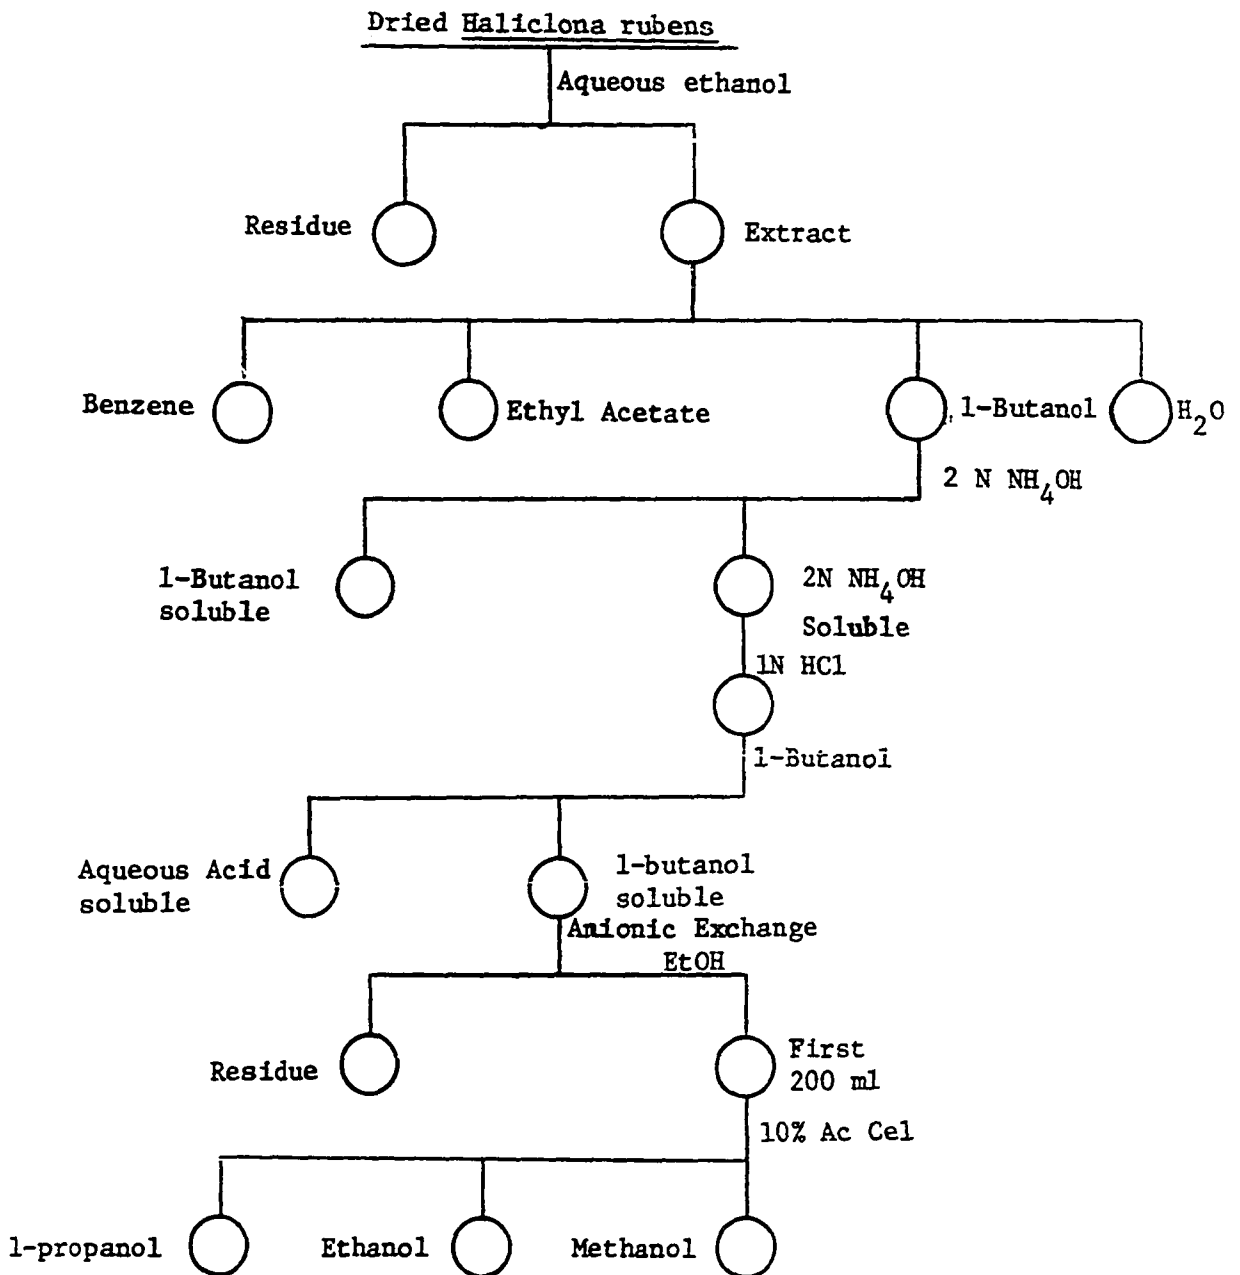 Dried Haliclona rubens
Aqueous ethanol
Residue
Extract
Benzene
Ethyl Acetate
1-Butanol
H2O
2 N NH4OH
1-Butanol
soluble
2N NH4OH
Soluble
1N HCl
1-Butanol
Aqueous Acid
soluble
1-butanol
soluble
Anionic Exchange
EtOH
Residue
First
200 ml
10% Ac Cel
1-propanol
Ethanol
Methanol